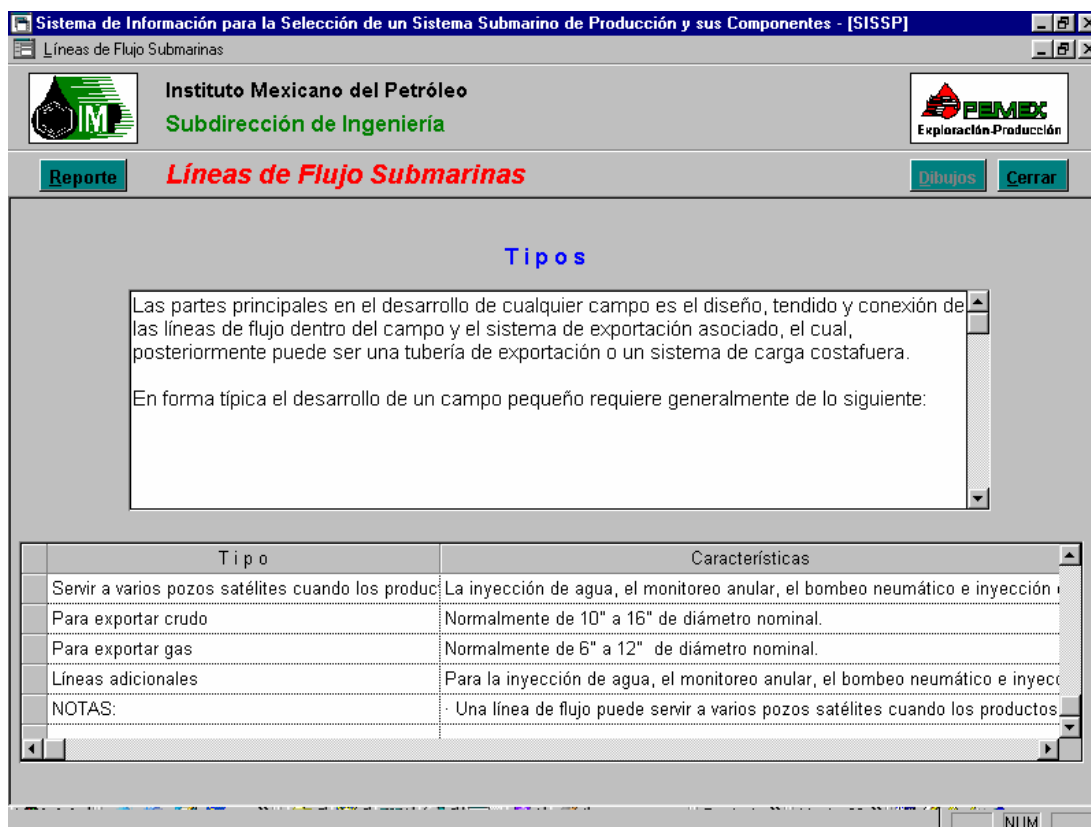 Sistema de Información para la Selección de un Sistema Submarino de Producción y sus Componentes - [SISSP]
Líneas de Flujo Submarinas
IMP
Instituto Mexicano del Petróleo
Subdirección de Ingeniería
PEMEX
Exploración-Producción
Reporte
Líneas de Flujo Submarinas
Dibujos
Cerrar
Tipos
Las partes principales en el desarrollo de cualquier campo es el diseño, tendido y conexión de
las líneas de flujo dentro del campo y el sistema de exportación asociado, el cual,
posteriormente puede ser una tubería de exportación o un sistema de carga costafuera.
En forma típica el desarrollo de un campo pequeño requiere generalmente de lo siguiente:
Tipo Características
Servir a varios pozos satélites cuando los produc La inyección de agua, el monitoreo anular, el bombeo neumático e inyección
Para exportar crudo Normalmente de 10" a 16" de diámetro nominal.
Para exportar gas Normalmente de 6" a 12" de diámetro nominal.
Líneas adicionales Para la inyección de agua, el monitoreo anular, el bombeo neumático e inyecc
NOTAS: · Una línea de flujo puede servir a varios pozos satélites cuando los productos
NUM